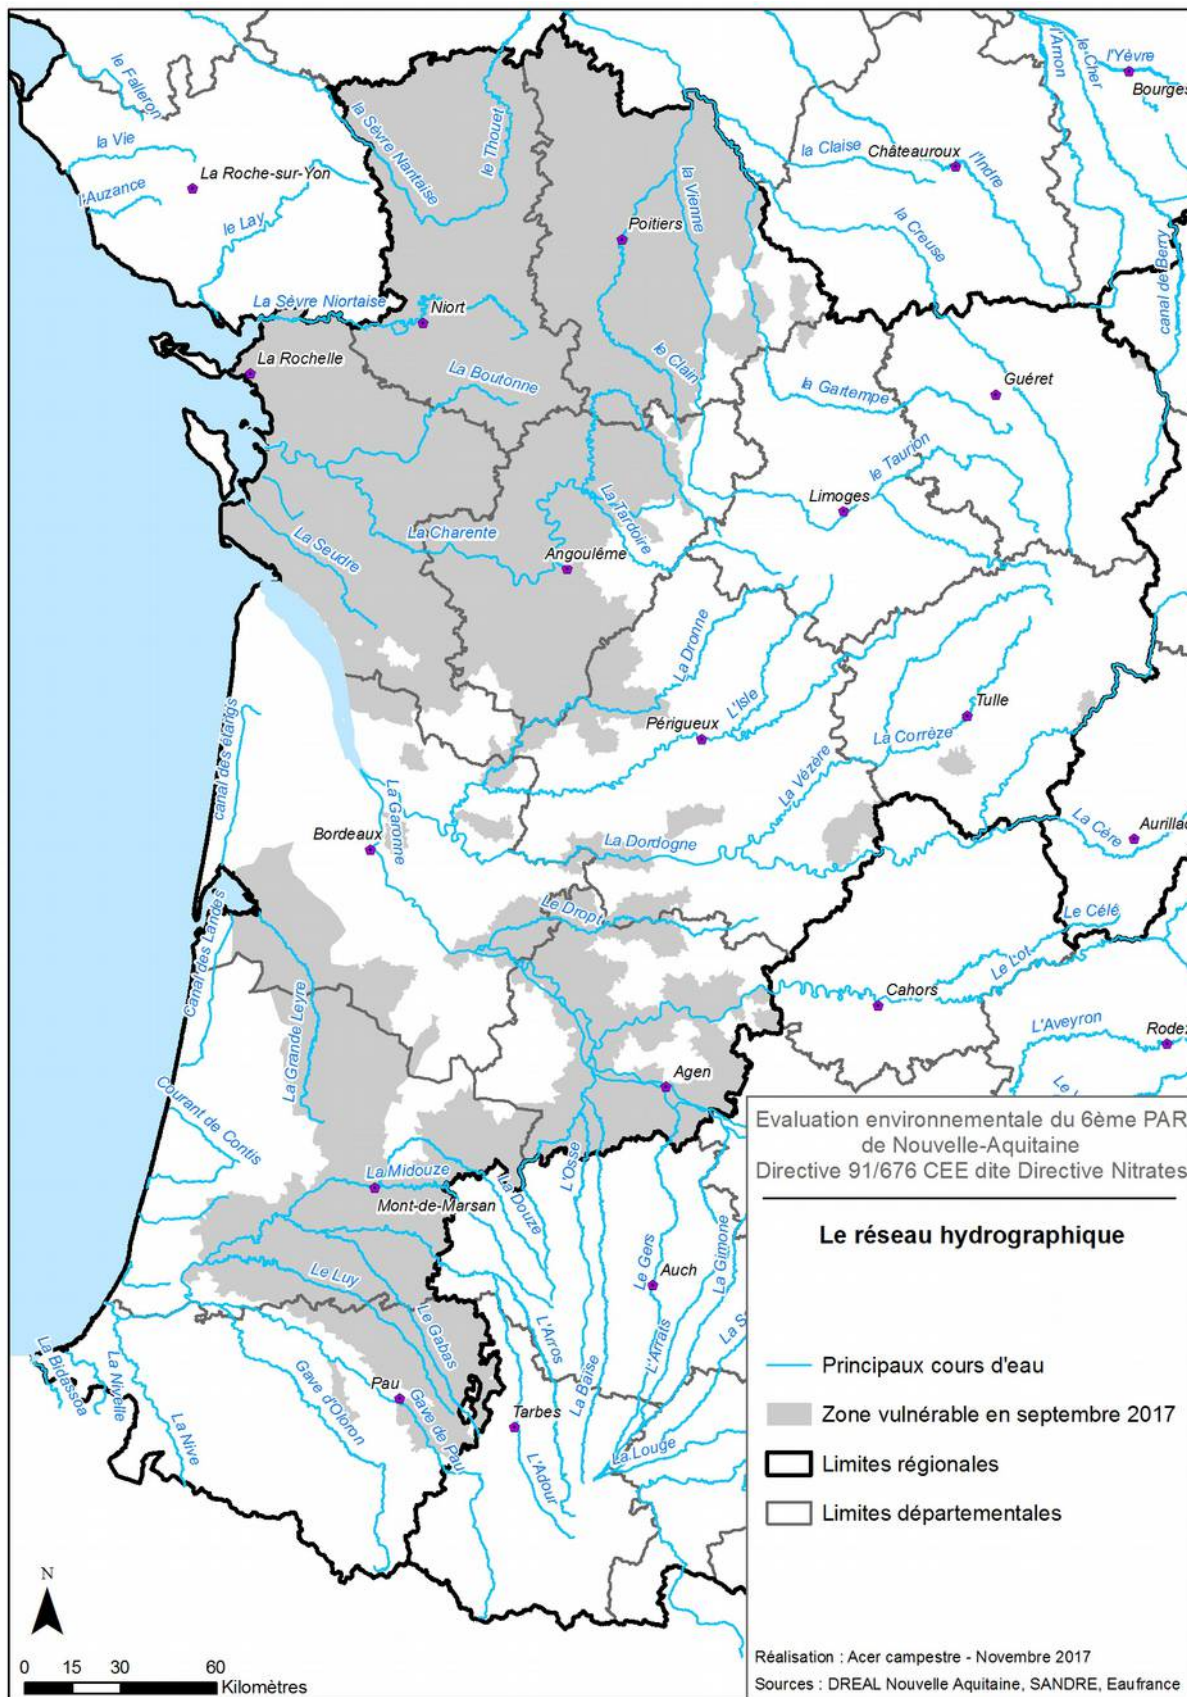 le Falleron
la Vie
l'Auzance
La Roche-sur-Yon
le Lay
la Sèvre Nantaise
le Thouet
la Vienne
Poitiers
la Claise
Châteauroux
l'Indre
l'Arnon
le Cher
l'Yèvre
Bourges
la Creuse
canal de Berry
La Sèvre Niortaise
Niort
La Rochelle
La Boutonne
le Clain
la Gartempe
Guéret
le Taurion
Limoges
La Tardoire
La Charente
Angoulême
La Seudre
La Dronne
L'Isle
Périgueux
Tulle
La Corrèze
La Vézère
canal des étangs
La Garonne
Bordeaux
La Dordogne
La Cère
Aurillac
Le Dropt
Le Célé
Le Lot
Cahors
L'Aveyron
Rodez
Canal des Landes
La Grande Leyre
Agen
Courant de Contis
La Midouze
Mont-de-Marsan
La Douze
L'Osse
Le Gers
Auch
La Gimone
Le Luy
Le Gabas
L'Arros
La Baïse
L'Arrats
La S
La Bidassoa
La Nivelle
La Nive
Gave d'Oloron
Pau
Gave de Pau
Tarbes
L'Adour
La Louge
Evaluation environnementale du 6ème PAR
de Nouvelle-Aquitaine
Directive 91/676 CEE dite Directive Nitrates
Le réseau hydrographique
Principaux cours d'eau
Zone vulnérable en septembre 2017
Limites régionales
Limites départementales
N
0 15 30 60
Kilomètres
Réalisation : Acer campestre - Novembre 2017
Sources : DREAL Nouvelle Aquitaine, SANDRE, Eaufrance